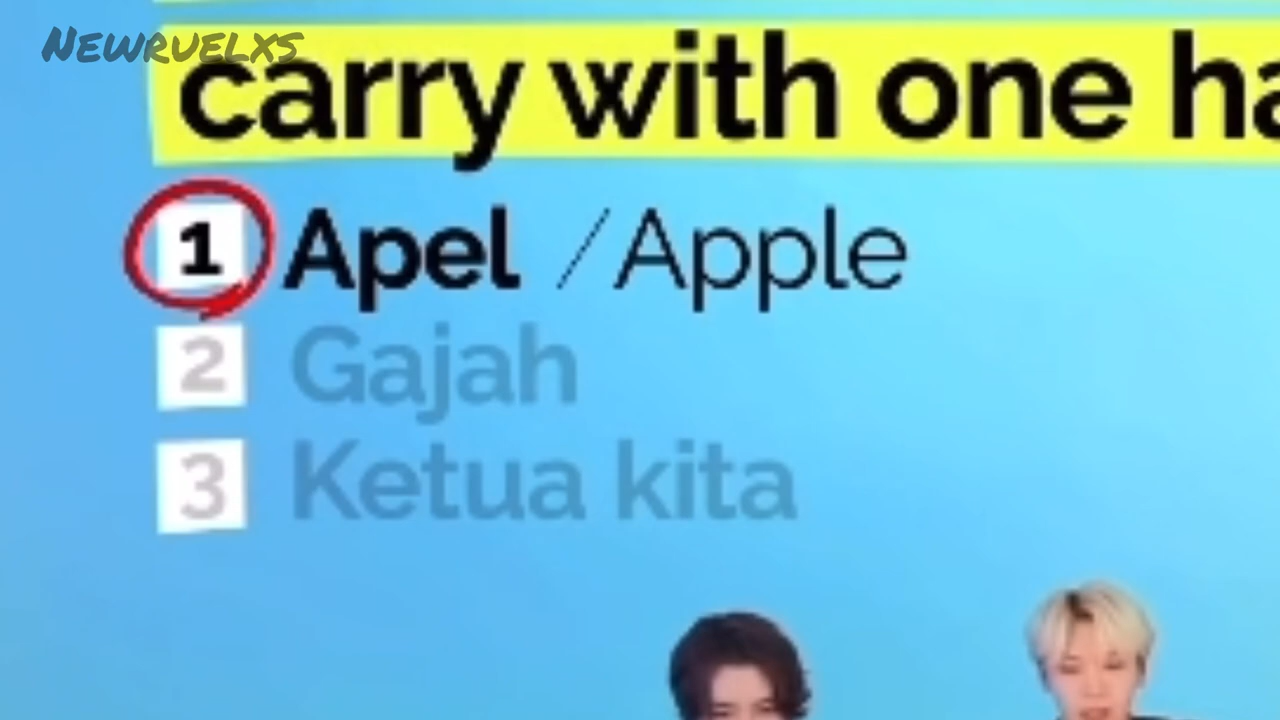 Newruelxs
carry with one ha
1 Apel / Apple
2 Gajah
3 Ketua kita